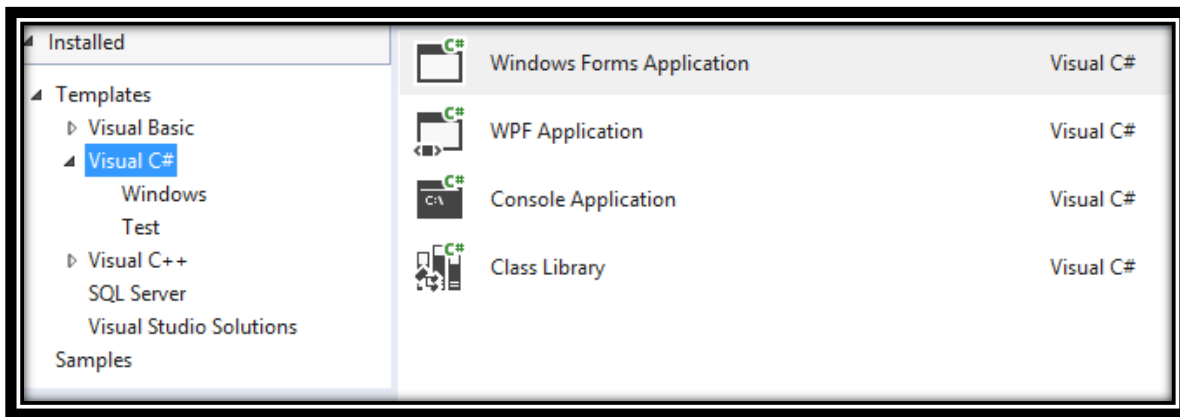 Installed
Templates
Visual Basic
Visual C#
Windows
Test
Visual C++
SQL Server
Visual Studio Solutions
Samples
C# Windows Forms Application Visual C#
C# WPF Application Visual C#
C# C:\ Console Application Visual C#
C# Class Library Visual C#